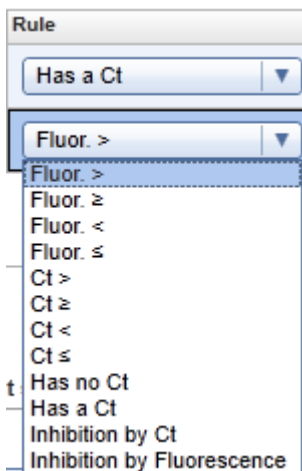 Rule
Has a Ct
Fluor. >
Fluor. >
Fluor. ≥
Fluor. <
Fluor. ≤
Ct >
Ct ≥
Ct <
Ct ≤
t
Has no Ct
Has a Ct
Inhibition by Ct
Inhibition by Fluorescence